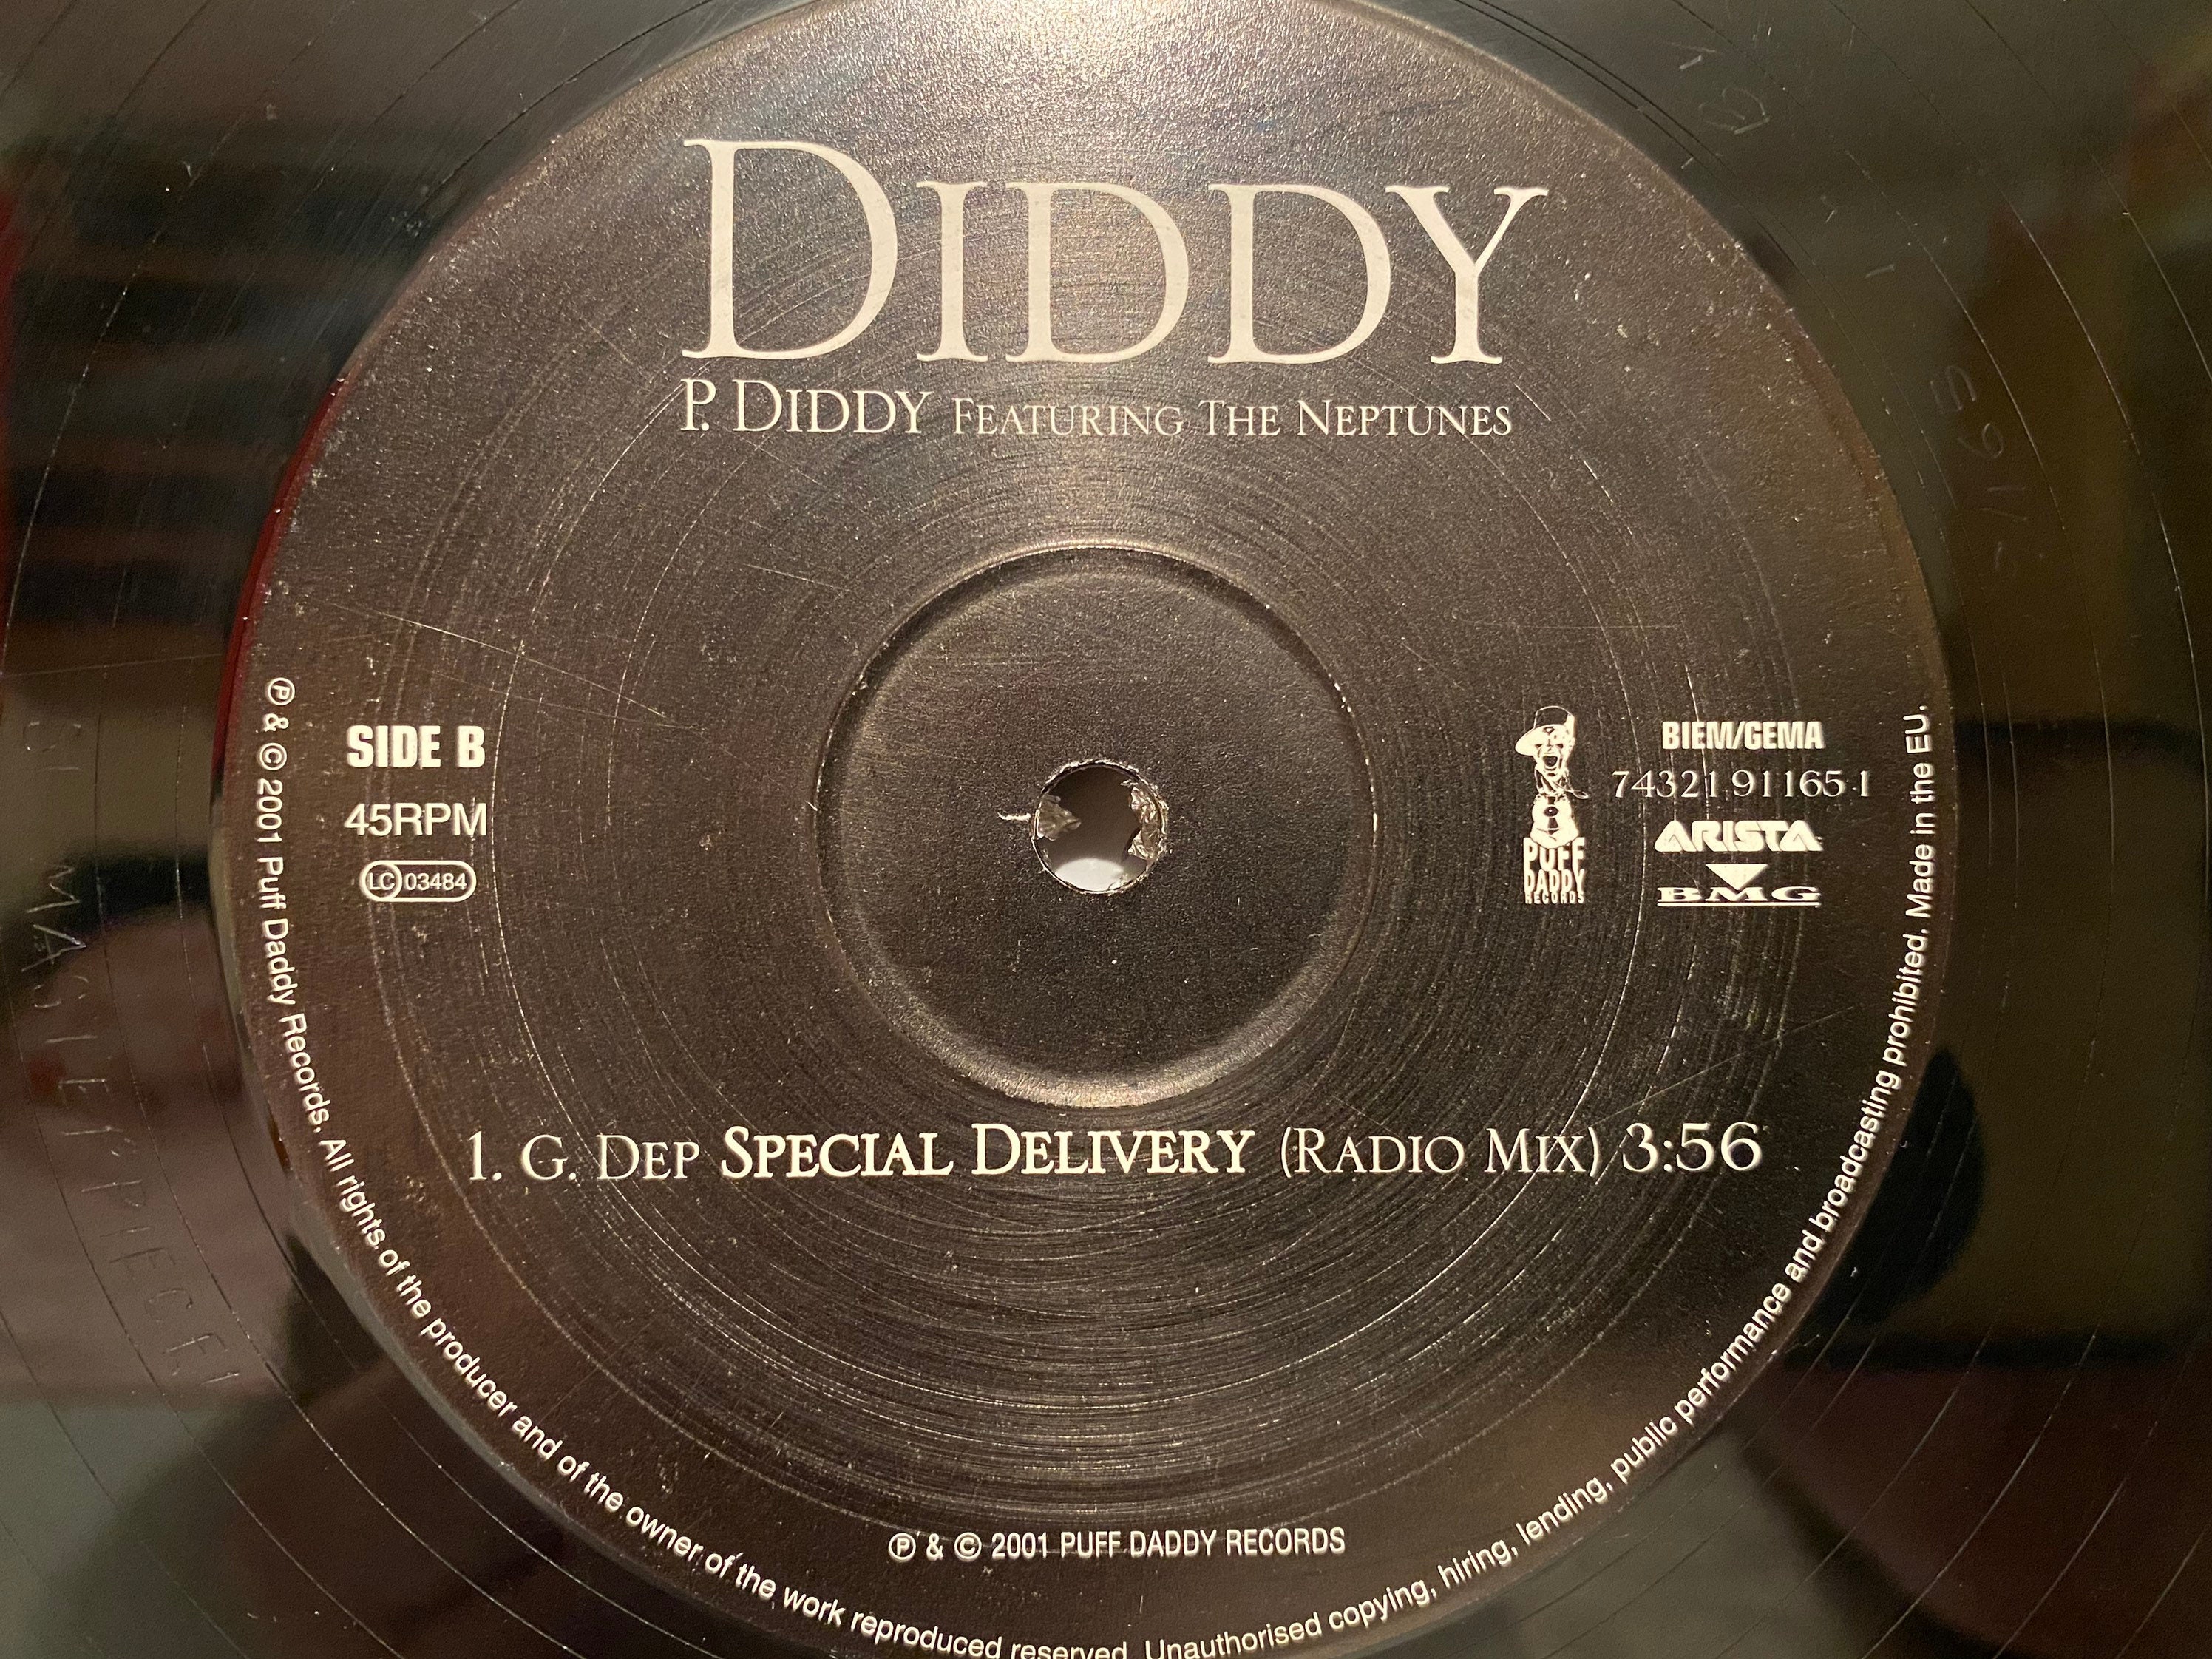 DIDDY
P. DIDDY FEATURING THE NEPTUNES
SIDE B
45RPM
LC 03484
PUFF
DADDY
RECORDS
BIEM/GEMA
74321 91165 1
ARISTA
BMG
1. G. DEP SPECIAL DELIVERY (RADIO MIX) 3:56
℗ & © 2001 PUFF DADDY RECORDS
℗ & © 2001 Puff Daddy Records. All rights of the producer and of the owner of the work reproduced reserved. Unauthorised copying, hiring, lending, public performance and broadcasting prohibited. Made in the EU.
MASTERPIECE